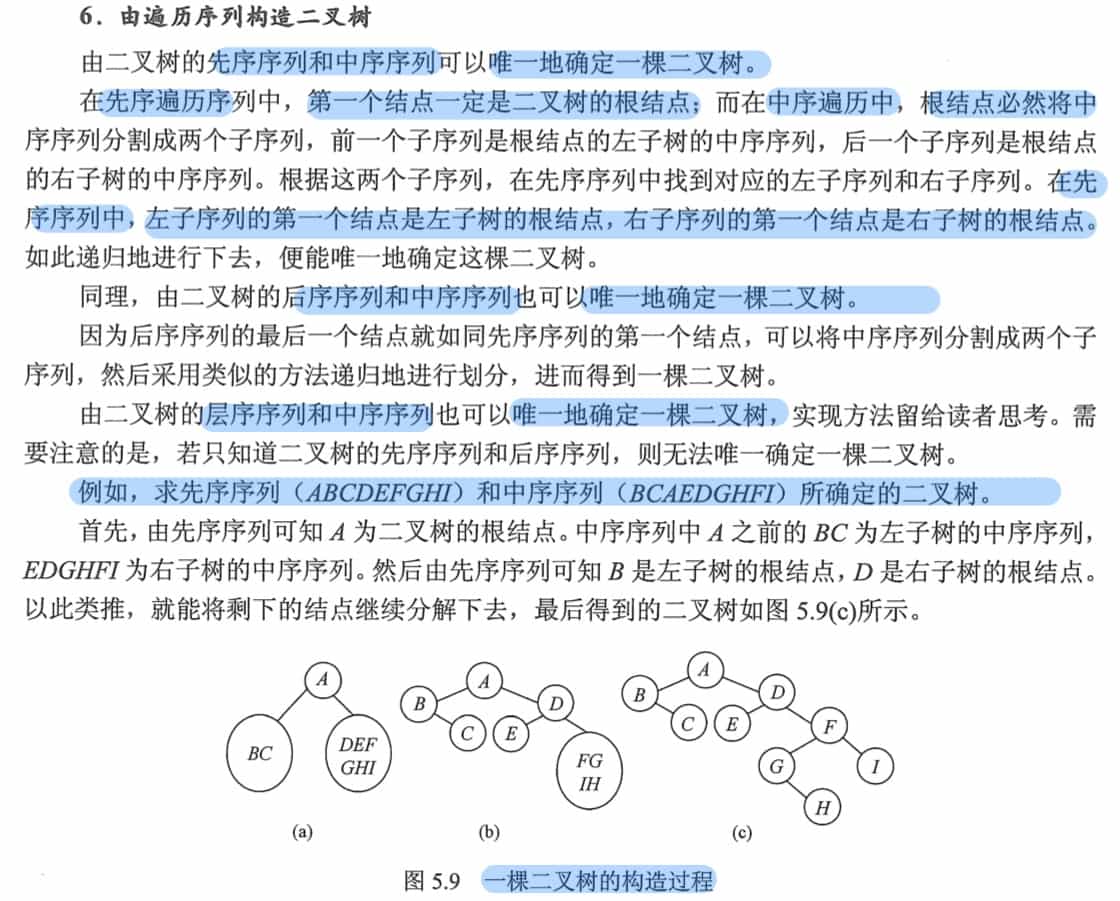 6．由遍历序列构造二叉树
由二叉树的先序序列和中序序列可以唯一地确定一棵二叉树。
在先序遍历序列中，第一个结点一定是二叉树的根结点；而在中序遍历中，根结点必然将中
序序列分割成两个子序列，前一个子序列是根结点的左子树的中序序列，后一个子序列是根结点
的右子树的中序序列。根据这两个子序列，在先序序列中找到对应的左子序列和右子序列。在先
序序列中，左子序列的第一个结点是左子树的根结点，右子序列的第一个结点是右子树的根结点。
如此递归地进行下去，便能唯一地确定这棵二叉树。
同理，由二叉树的后序序列和中序序列也可以唯一地确定一棵二叉树。
因为后序序列的最后一个结点就如同先序序列的第一个结点，可以将中序序列分割成两个子
序列，然后采用类似的方法递归地进行划分，进而得到一棵二叉树。
由二叉树的层序序列和中序序列也可以唯一地确定一棵二叉树，实现方法留给读者思考。需
要注意的是，若只知道二叉树的先序序列和后序序列，则无法唯一确定一棵二叉树。
例如，求先序序列（ABCDEFGHI）和中序序列（BCAEDGHFI）所确定的二叉树。
首先，由先序序列可知 A 为二叉树的根结点。中序序列中 A 之前的 BC 为左子树的中序序列，
EDGHFI 为右子树的中序序列。然后由先序序列可知 B 是左子树的根结点，D 是右子树的根结点。
以此类推，就能将剩下的结点继续分解下去，最后得到的二叉树如图 5.9(c)所示。
A
BC
DEF
GHI
(a)
A
B
D
C
E
FG
IH
(b)
A
B
D
C
E
F
G
I
H
(c)
图 5.9 一棵二叉树的构造过程